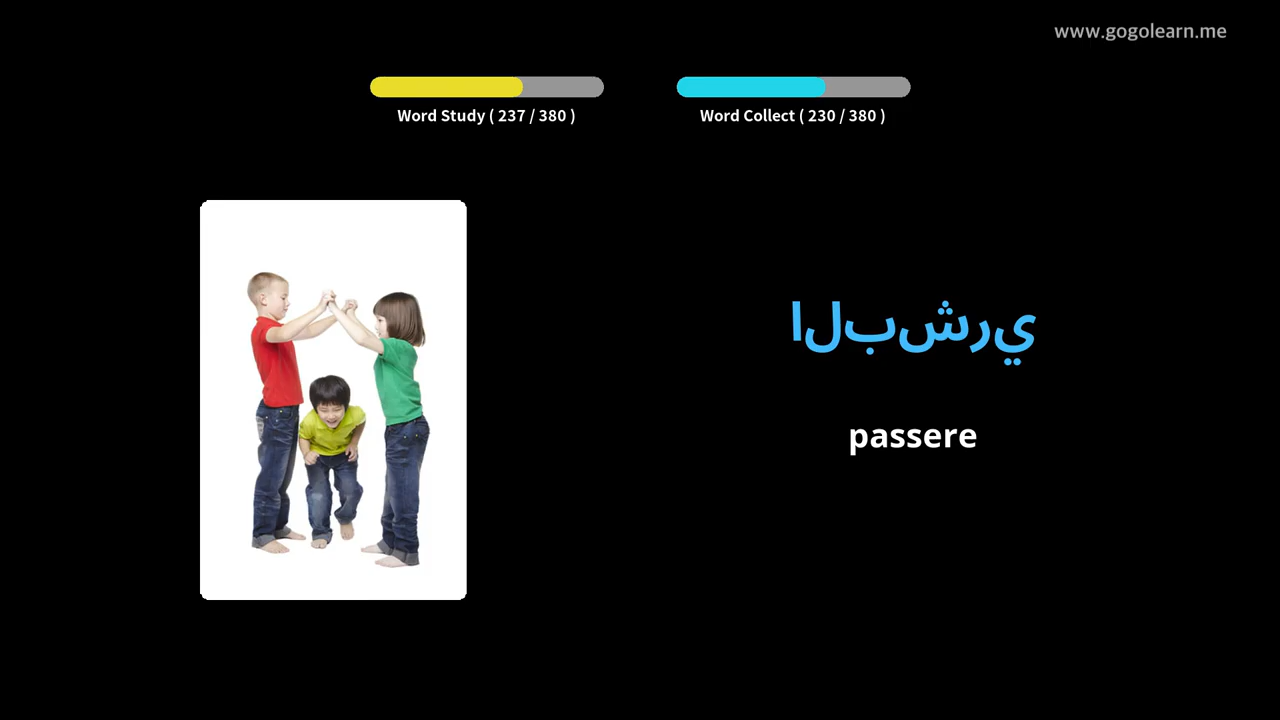 www.gogolearn.me
Word Study ( 237 / 380 )
Word Collect ( 230 / 380 )
البشري
passere